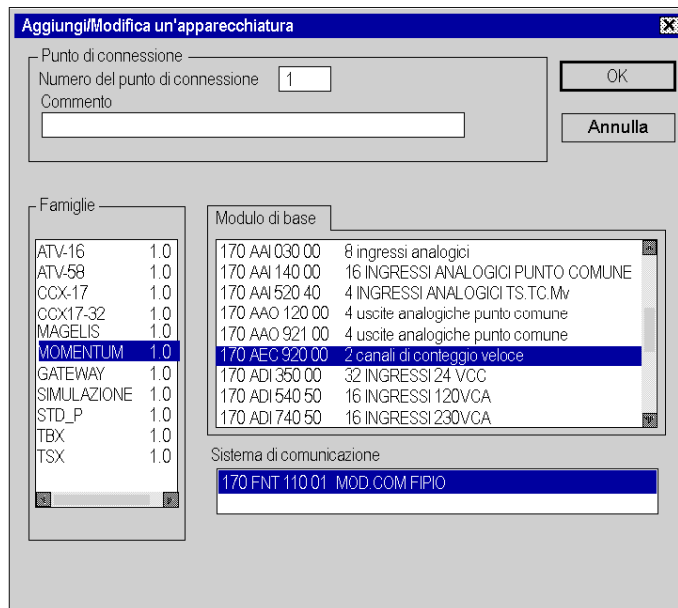 Aggiungi/Modifica un'apparecchiatura
Punto di connessione
Numero del punto di connessione 1
OK
Commento
Annulla
Famiglie
ATV-16 1.0
ATV-58 1.0
CCX-17 1.0
CCX17-32 1.0
MAGELIS 1.0
MOMENTUM 1.0
GATEWAY 1.0
SIMULAZIONE 1.0
STD_P 1.0
TBX 1.0
TSX 1.0
Modulo di base
170 AAI 030 00 8 ingressi analogici
170 AAI 140 00 16 INGRESSI ANALOGICI PUNTO COMUNE
170 AAI 520 40 4 INGRESSI ANALOGICI TS.TC.Mv
170 AAO 120 00 4 uscite analogiche punto comune
170 AAO 921 00 4 uscite analogiche punto comune
170 AEC 920 00 2 canali di conteggio veloce
170 ADI 350 00 32 INGRESSI 24 VCC
170 ADI 540 50 16 INGRESSI 120VCA
170 ADI 740 50 16 INGRESSI 230VCA
Sistema di comunicazione
170 FNT 110 01 MOD.COM FIPIO